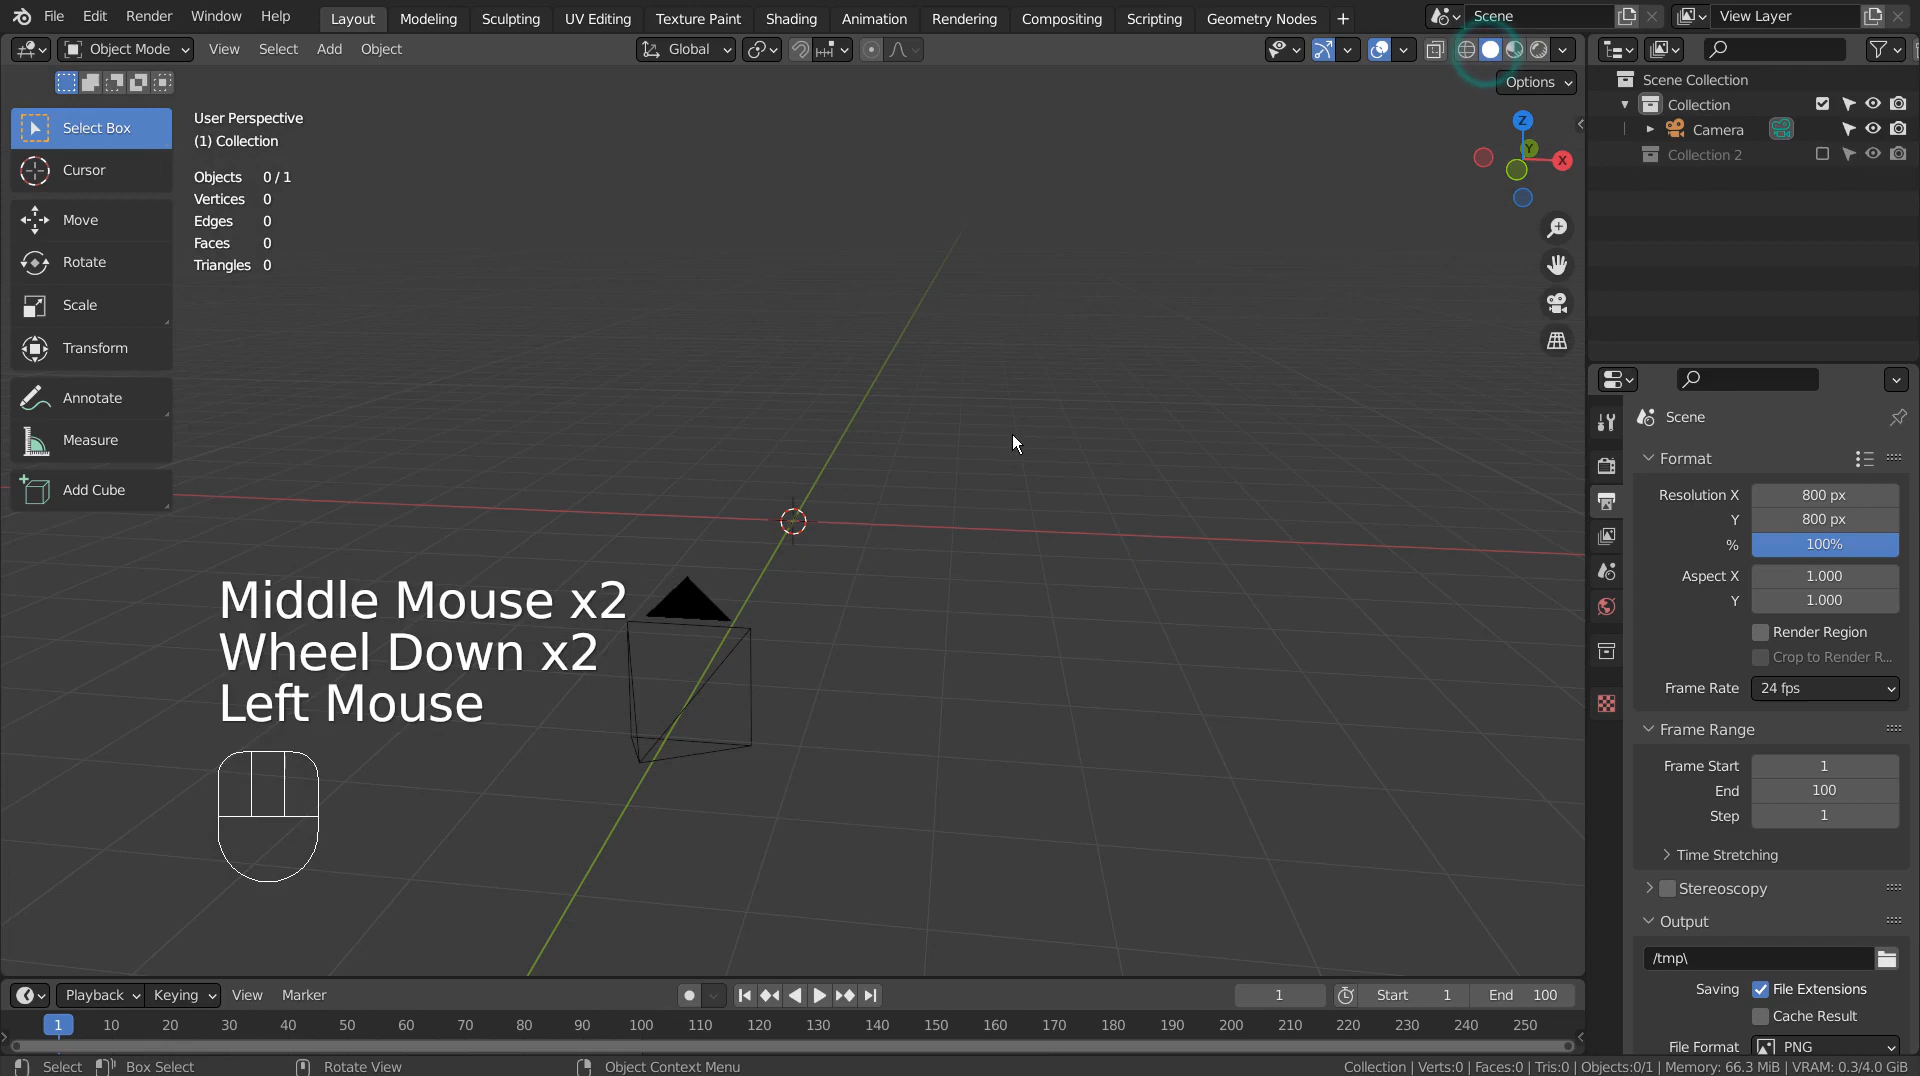 File Edit Render Window Help Layout Modeling Sculpting UV Editing Texture Paint Shading Animation Rendering Compositing Scripting Geometry Nodes + Scene View Layer
Object Mode View Select Add Object Global
Options
Select Box
Cursor
Move
Rotate
Scale
Transform
Annotate
Measure
Add Cube
User Perspective
(1) Collection
Objects 0 / 1
Vertices 0
Edges 0
Faces 0
Triangles 0
Z
Y
X
Middle Mouse x2
Wheel Down x2
Left Mouse
Scene Collection
Collection
Camera
Collection 2
Scene
Format
Resolution X 800 px
Y 800 px
% 100%
Aspect X 1.000
Y 1.000
Render Region
Crop to Render R...
Frame Rate 24 fps
Frame Range
Frame Start 1
End 100
Step 1
Time Stretching
Stereoscopy
Output
/tmp\
Saving File Extensions
Cache Result
File Format PNG
Playback Keying View Marker 1 Start 1 End 100
1 10 20 30 40 50 60 70 80 90 100 110 120 130 140 150 160 170 180 190 200 210 220 230 240 250
Select Box Select Rotate View Object Context Menu Collection | Verts:0 | Faces:0 | Tris:0 | Objects:0/1 | Memory: 66.3 MiB | VRAM: 0.3/4.0 GiB